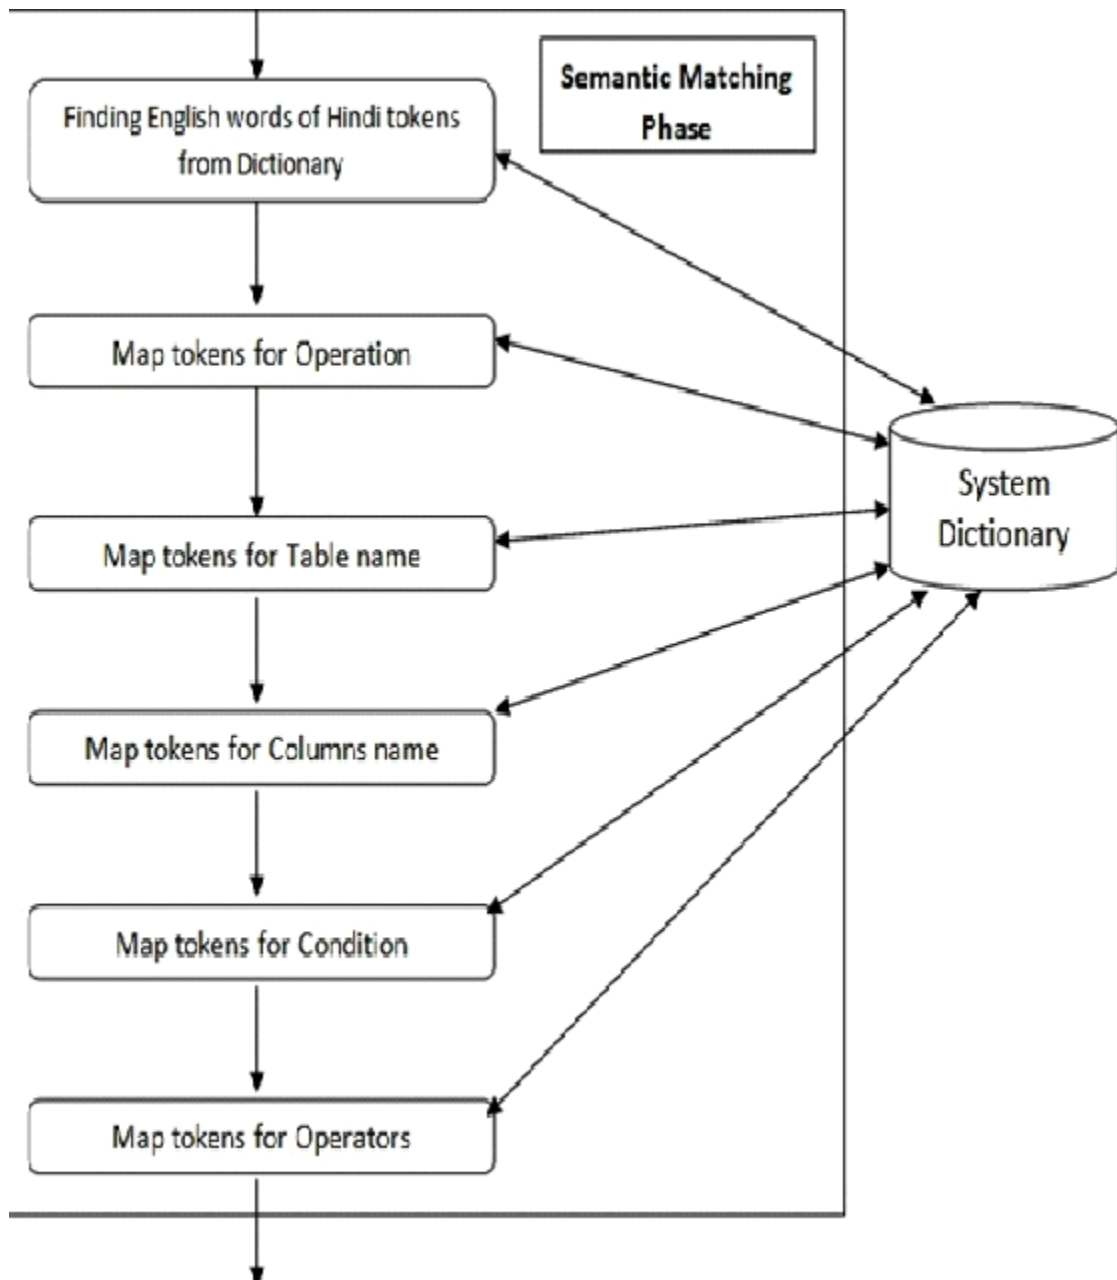 Semantic Matching
Phase
Finding English words of Hindi tokens
from Dictionary
Map tokens for Operation
Map tokens for Table name
Map tokens for Columns name
Map tokens for Condition
Map tokens for Operators
System
Dictionary